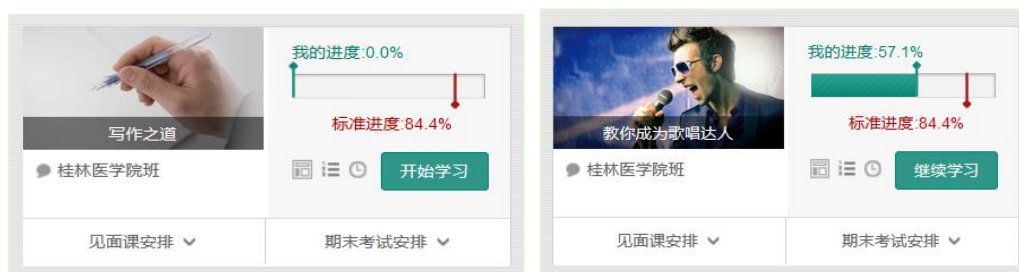 我的进度:0.0%
标准进度:84.4%
写作之道
桂林医学院班
开始学习
见面课安排
期末考试安排
我的进度:57.1%
标准进度:84.4%
教你成为歌唱达人
桂林医学院班
继续学习
见面课安排
期末考试安排